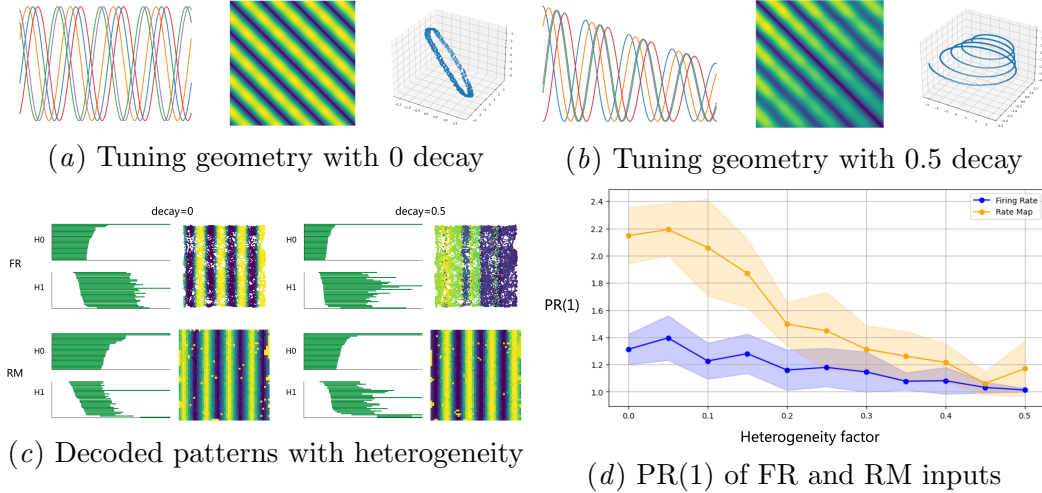 (a) Tuning geometry with 0 decay
(b) Tuning geometry with 0.5 decay
decay=0
decay=0.5
FR
H0
H1
H0
H1
RM
H0
H1
H0
H1
(c) Decoded patterns with heterogeneity
Firing Rate
Rate Map
PR(1)
2.4
2.2
2.0
1.8
1.6
1.4
1.2
1.0
0.0
0.1
0.2
0.3
0.4
0.5
Heterogeneity factor
(d) PR(1) of FR and RM inputs